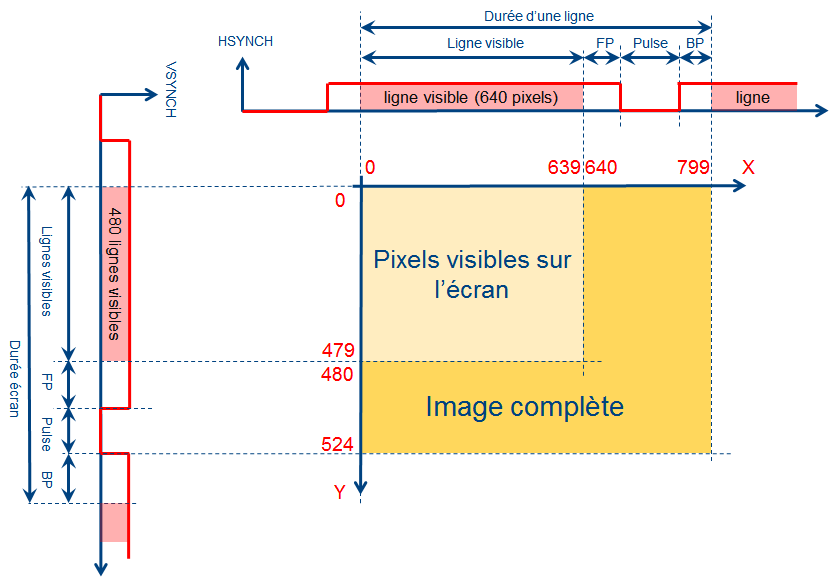 Durée d'une ligne
HSYNCH
Ligne visible
FP
Pulse
BP
VSYNCH
ligne visible (640 pixels)
ligne
0
639
640
799
X
0
480 lignes visibles
Lignes visibles
Durée écran
Pixels visibles sur
l'écran
479
480
FP
Image complète
Pulse
524
BP
Y